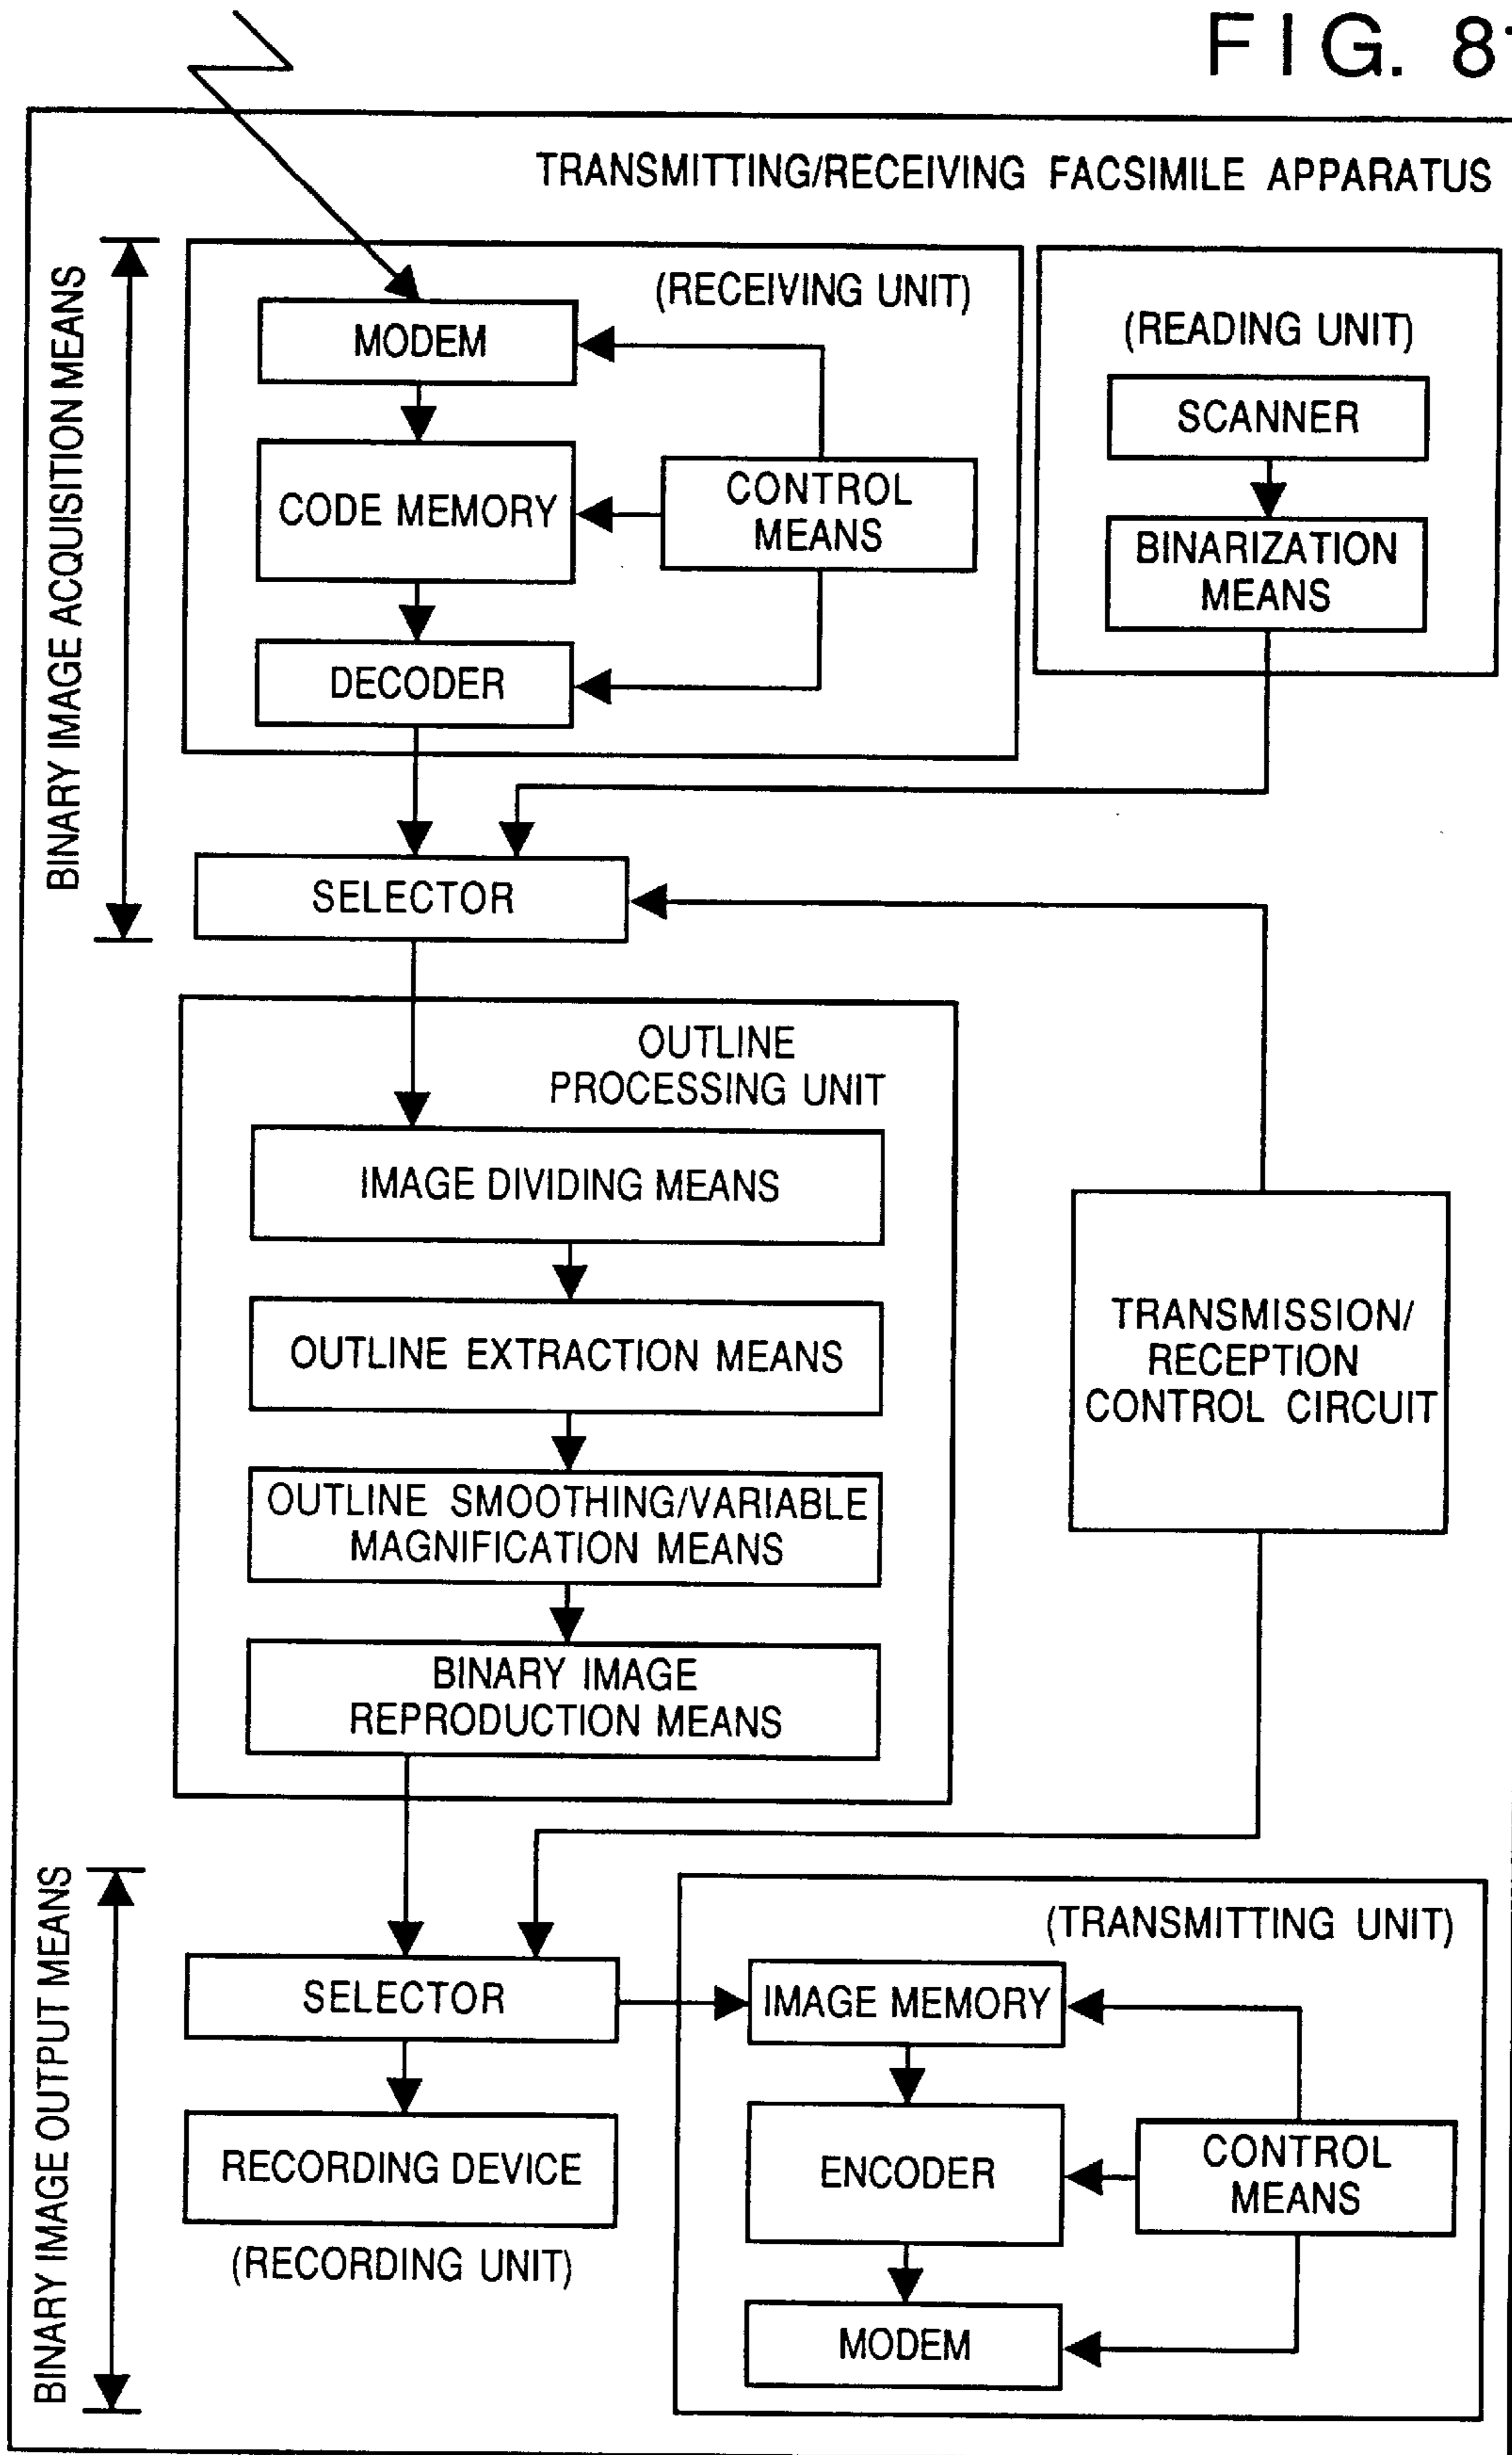 FIG. 8
TRANSMITTING/RECEIVING FACSIMILE APPARATUS
BINARY IMAGE ACQUISITION MEANS
(RECEIVING UNIT)
MODEM
CODE MEMORY
CONTROL
MEANS
DECODER
(READING UNIT)
SCANNER
BINARIZATION
MEANS
SELECTOR
OUTLINE
PROCESSING UNIT
IMAGE DIVIDING MEANS
OUTLINE EXTRACTION MEANS
OUTLINE SMOOTHING/VARIABLE
MAGNIFICATION MEANS
BINARY IMAGE
REPRODUCTION MEANS
TRANSMISSION/
RECEPTION
CONTROL CIRCUIT
BINARY IMAGE OUTPUT MEANS
SELECTOR
RECORDING DEVICE
(RECORDING UNIT)
(TRANSMITTING UNIT)
IMAGE MEMORY
ENCODER
CONTROL
MEANS
MODEM